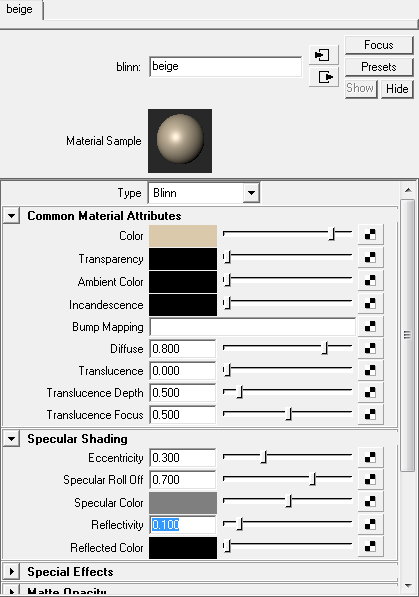 beige
Focus
blinn: beige
Presets
Show Hide
Material Sample
Type Blinn
Common Material Attributes
Color
Transparency
Ambient Color
Incandescence
Bump Mapping
Diffuse 0.800
Translucence 0.000
Translucence Depth 0.500
Translucence Focus 0.500
Specular Shading
Eccentricity 0.300
Specular Roll Off 0.700
Specular Color
Reflectivity 0.100
Reflected Color
Special Effects
Matte Opacity